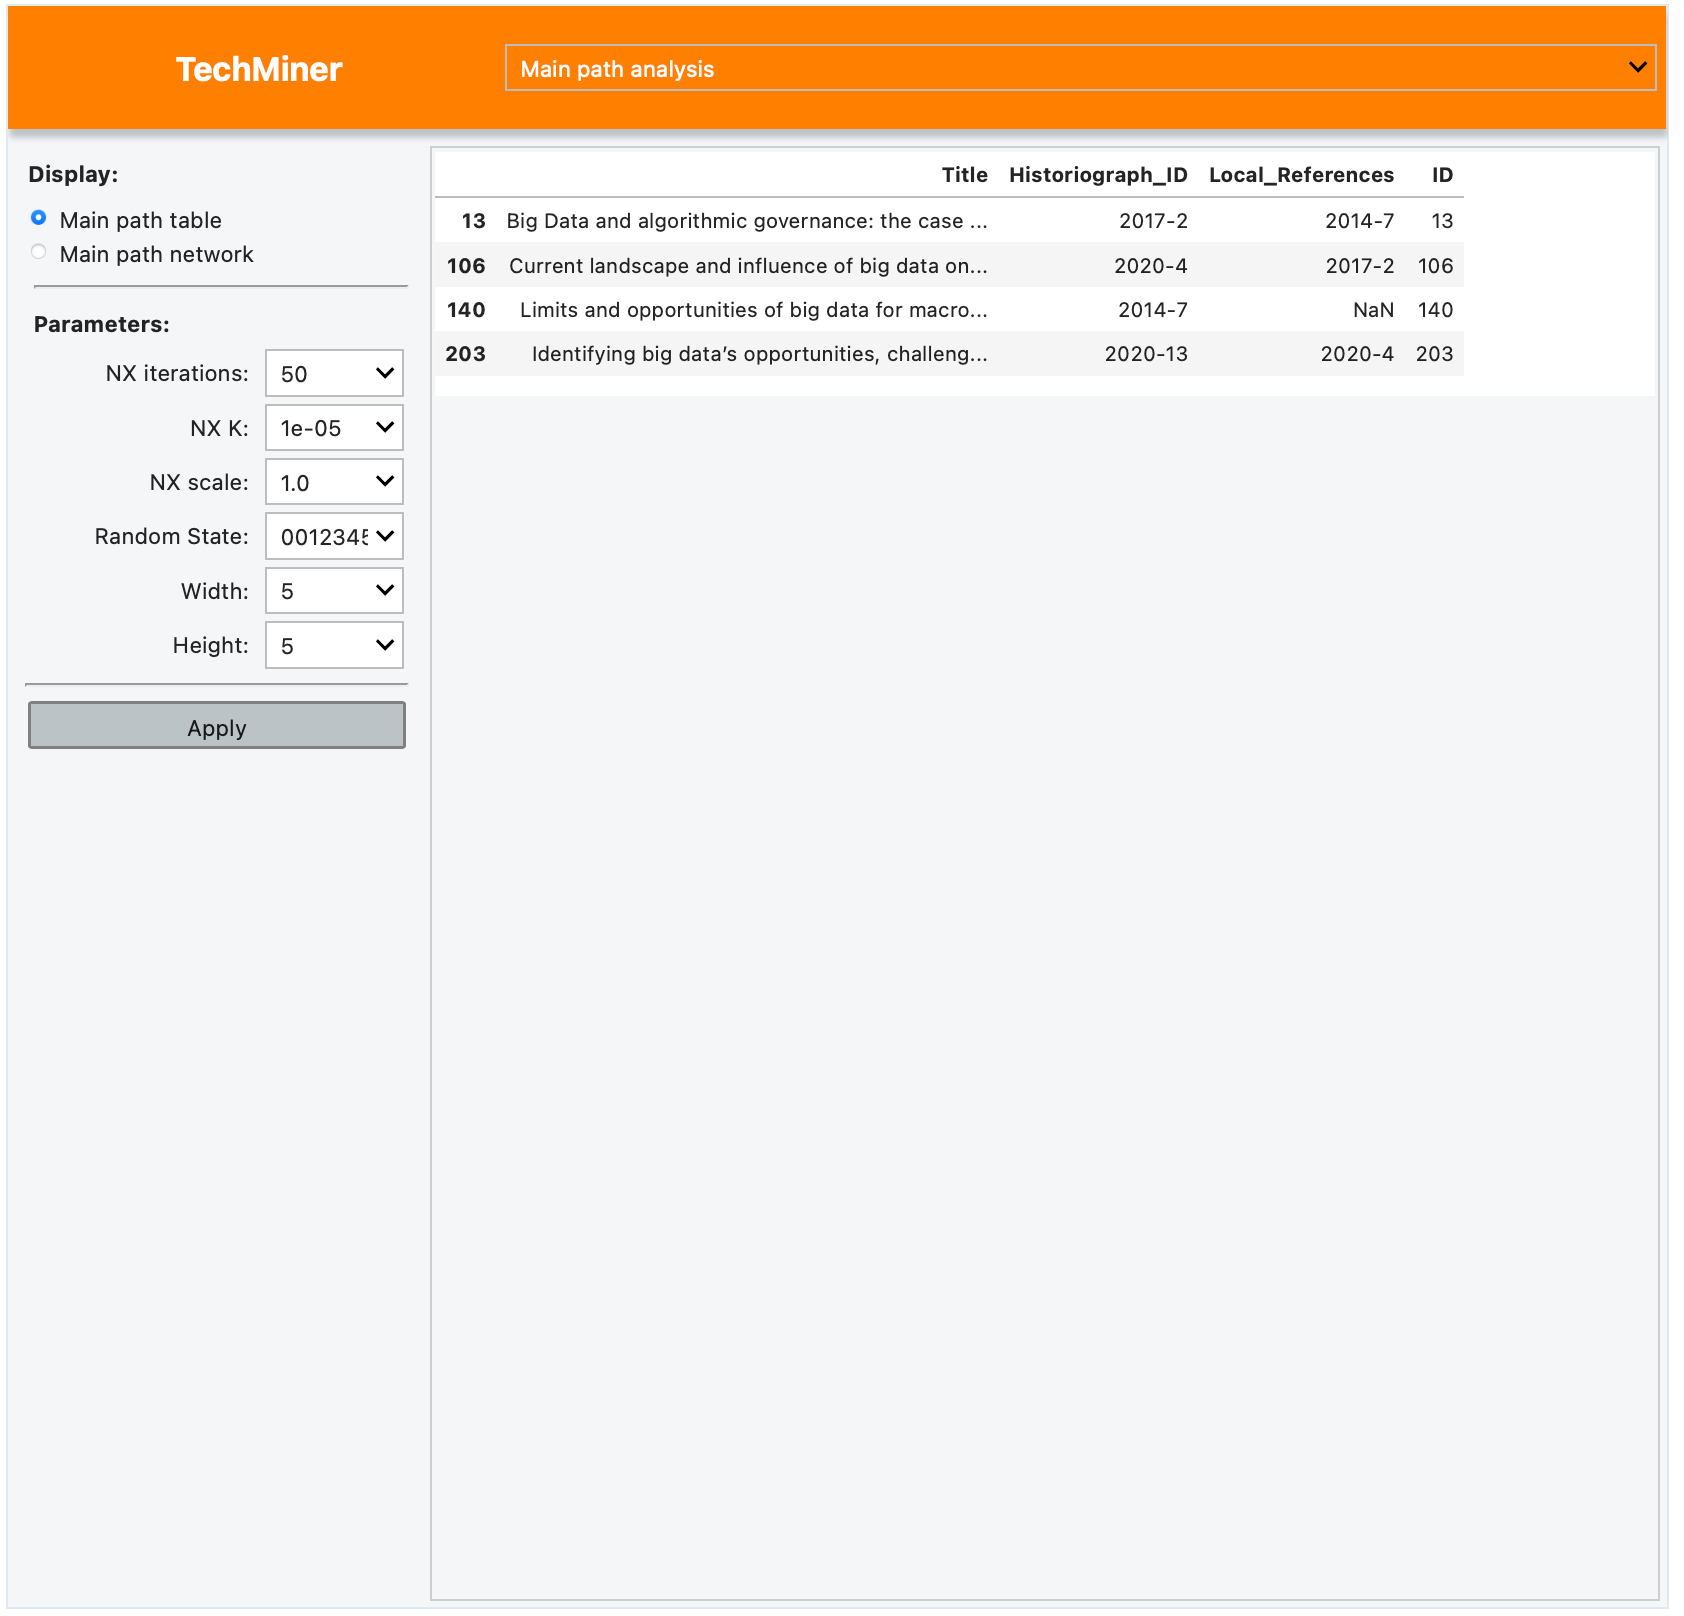 TechMiner
Main path analysis
Display:
Main path table
Main path network
Parameters:
NX iterations: 50
NX K: 1e-05
NX scale: 1.0
Random State: 0012345
Width: 5
Height: 5
Apply
Title Historiograph_ID Local_References ID
13 Big Data and algorithmic governance: the case ... 2017-2 2014-7 13
106 Current landscape and influence of big data on... 2020-4 2017-2 106
140 Limits and opportunities of big data for macro... 2014-7 NaN 140
203 Identifying big data’s opportunities, challeng... 2020-13 2020-4 203